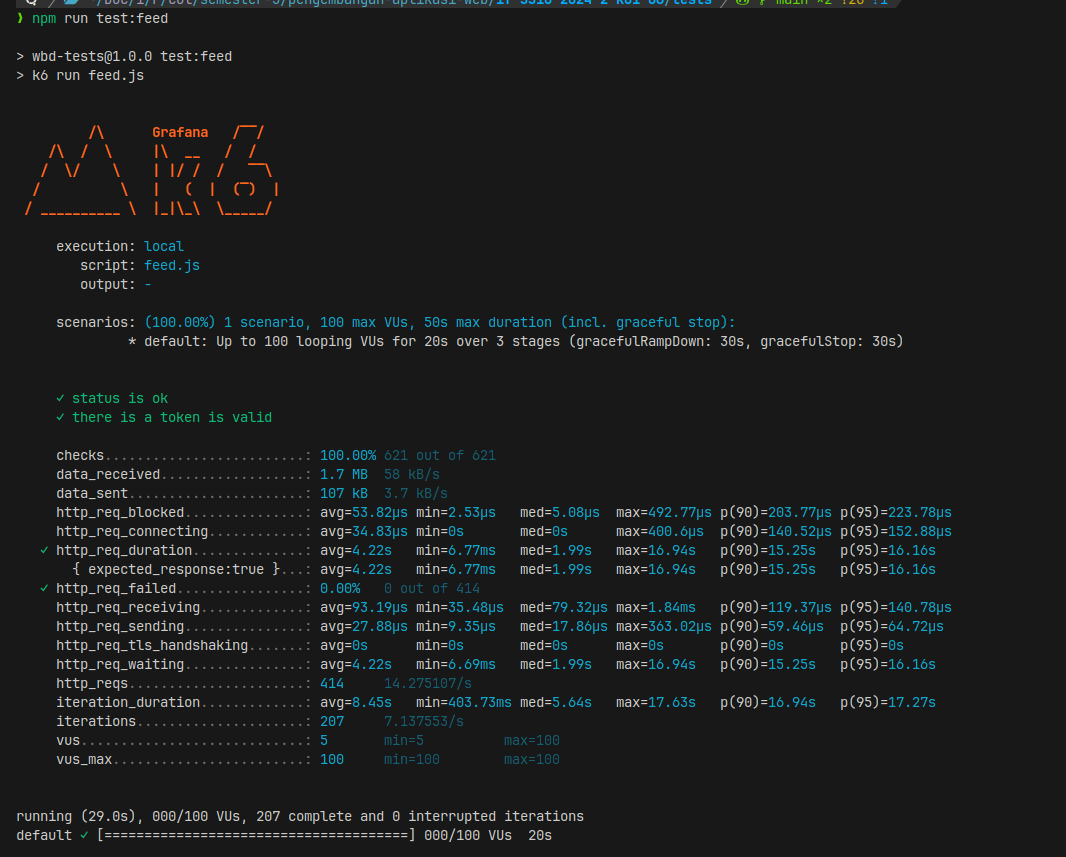 ~/Doc/1/F/Col/semester-5/pengembangan-aplikasi-web/IF-3310-2024-2-K01-08/tests main
❯ npm run test:feed
> wbd-tests@1.0.0 test:feed
> k6 run feed.js
Grafana
execution: local
script: feed.js
output: -
scenarios: (100.00%) 1 scenario, 100 max VUs, 50s max duration (incl. graceful stop):
* default: Up to 100 looping VUs for 20s over 3 stages (gracefulRampDown: 30s, gracefulStop: 30s)
✓ status is ok
✓ there is a token is valid
checks.........................: 100.00% 621 out of 621
data_received..................: 1.7 MB 58 kB/s
data_sent......................: 107 kB 3.7 kB/s
http_req_blocked...............: avg=53.82µs min=2.53µs med=5.08µs max=492.77µs p(90)=203.77µs p(95)=223.78µs
http_req_connecting............: avg=34.83µs min=0s med=0s max=400.6µs p(90)=140.52µs p(95)=152.88µs
✓ http_req_duration..............: avg=4.22s min=6.77ms med=1.99s max=16.94s p(90)=15.25s p(95)=16.16s
{ expected_response:true }...: avg=4.22s min=6.77ms med=1.99s max=16.94s p(90)=15.25s p(95)=16.16s
✓ http_req_failed................: 0.00% 0 out of 414
http_req_receiving.............: avg=93.19µs min=35.48µs med=79.32µs max=1.84ms p(90)=119.37µs p(95)=140.78µs
http_req_sending...............: avg=27.88µs min=9.35µs med=17.86µs max=363.02µs p(90)=59.46µs p(95)=64.72µs
http_req_tls_handshaking.......: avg=0s min=0s med=0s max=0s p(90)=0s p(95)=0s
http_req_waiting...............: avg=4.22s min=6.69ms med=1.99s max=16.94s p(90)=15.25s p(95)=16.16s
http_reqs......................: 414 14.275107/s
iteration_duration.............: avg=8.45s min=403.73ms med=5.64s max=17.63s p(90)=16.94s p(95)=17.27s
iterations.....................: 207 7.137553/s
vus............................: 5 min=5 max=100
vus_max........................: 100 min=100 max=100
running (29.0s), 000/100 VUs, 207 complete and 0 interrupted iterations
default ✓ [======================================] 000/100 VUs 20s